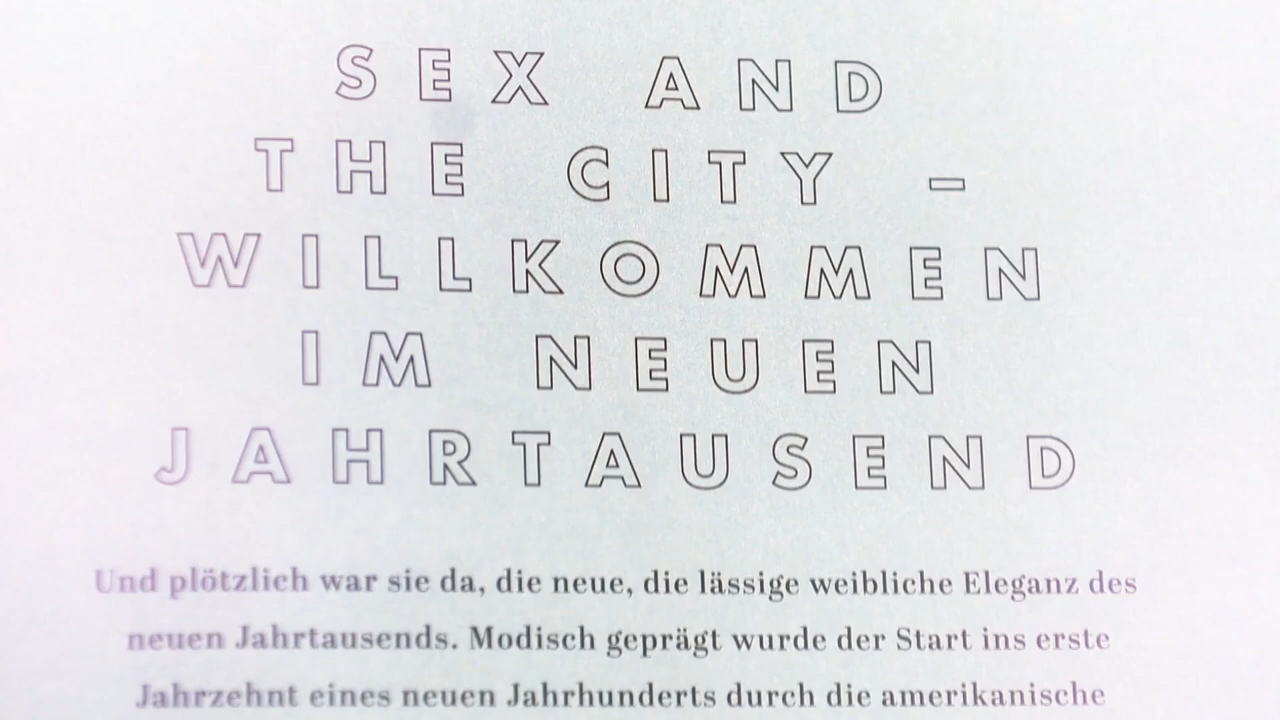 SEX AND
THE CITY –
WILLKOMMEN
IM NEUEN
JAHRTAUSEND
Und plötzlich war sie da, die neue, die lässige weibliche Eleganz des
neuen Jahrtausends. Modisch geprägt wurde der Start ins erste
Jahrzehnt eines neuen Jahrhunderts durch die amerikanische